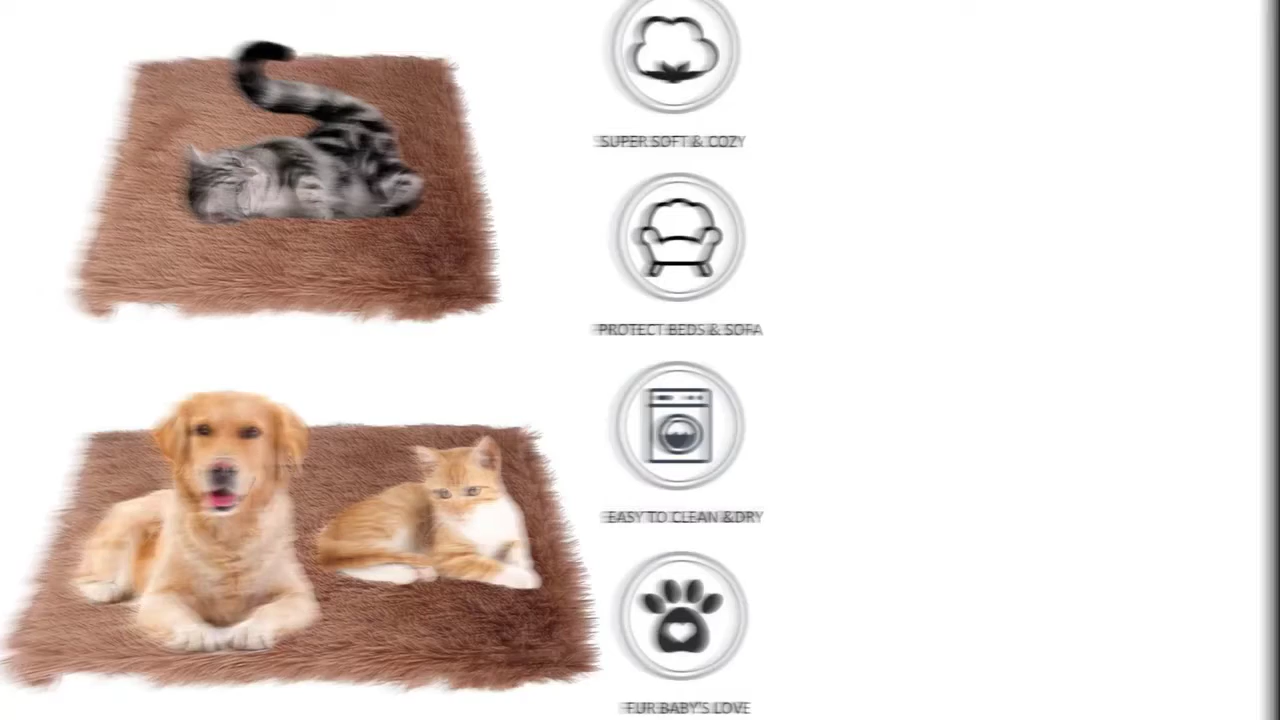 SUPER SOFT & COZY
PROTECT BEDS & SOFA
EASY TO CLEAN &DRY
FUR BABY'S LOVE